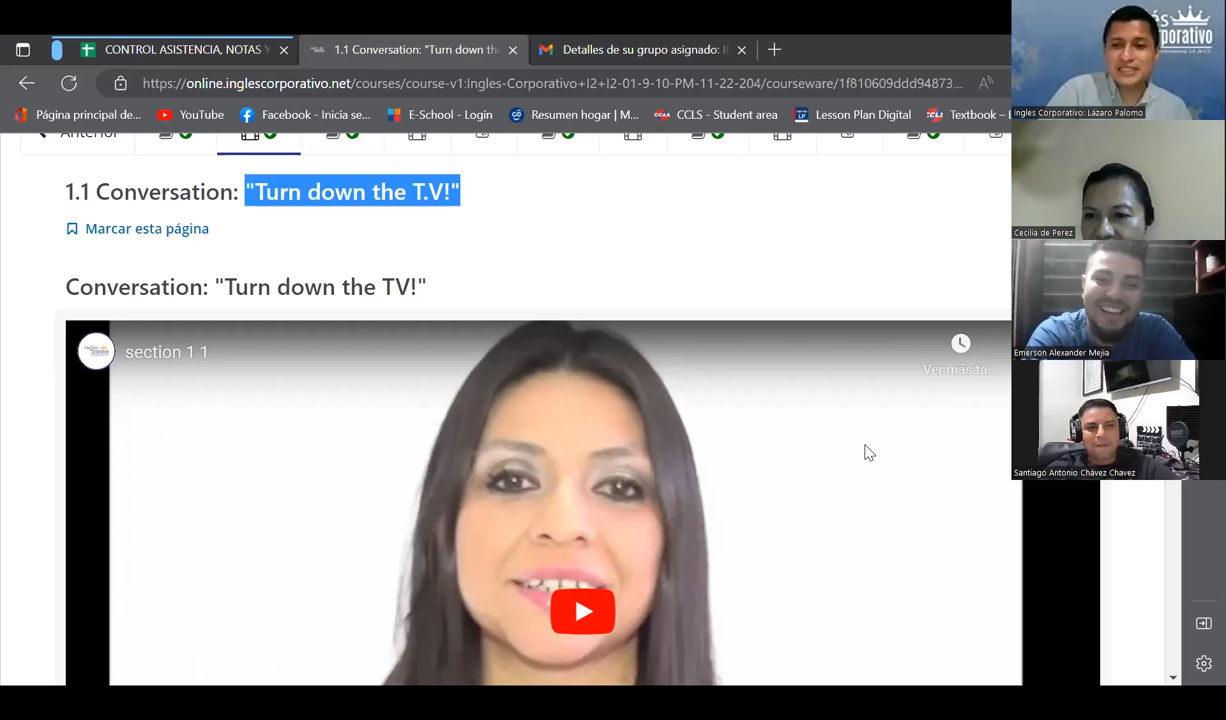 CONTROL ASISTENCIA, NOTAS Y
1.1 Conversation: "Turn down the
Detalles de su grupo asignado: II
https://online.inglescorporativo.net/courses/course-v1:Ingles-Corporativo+I2+I2-01-9-10-PM-11-22-204/courseware/1f810609ddd94873...
Página principal de...
YouTube
Facebook - Inicia se...
E-School - Login
Resumen hogar | M...
CCLS - Student area
Lesson Plan Digital
Textbook –
Anterior
1.1 Conversation: "Turn down the T.V!"
Marcar esta página
Conversation: "Turn down the TV!"
section 1 1
Ver más ta...
Ingles Corporativo: Lázaro Palomo
Cecilia de Perez
Emerson Alexander Mejia
Santiago Antonio Chávez Chavez